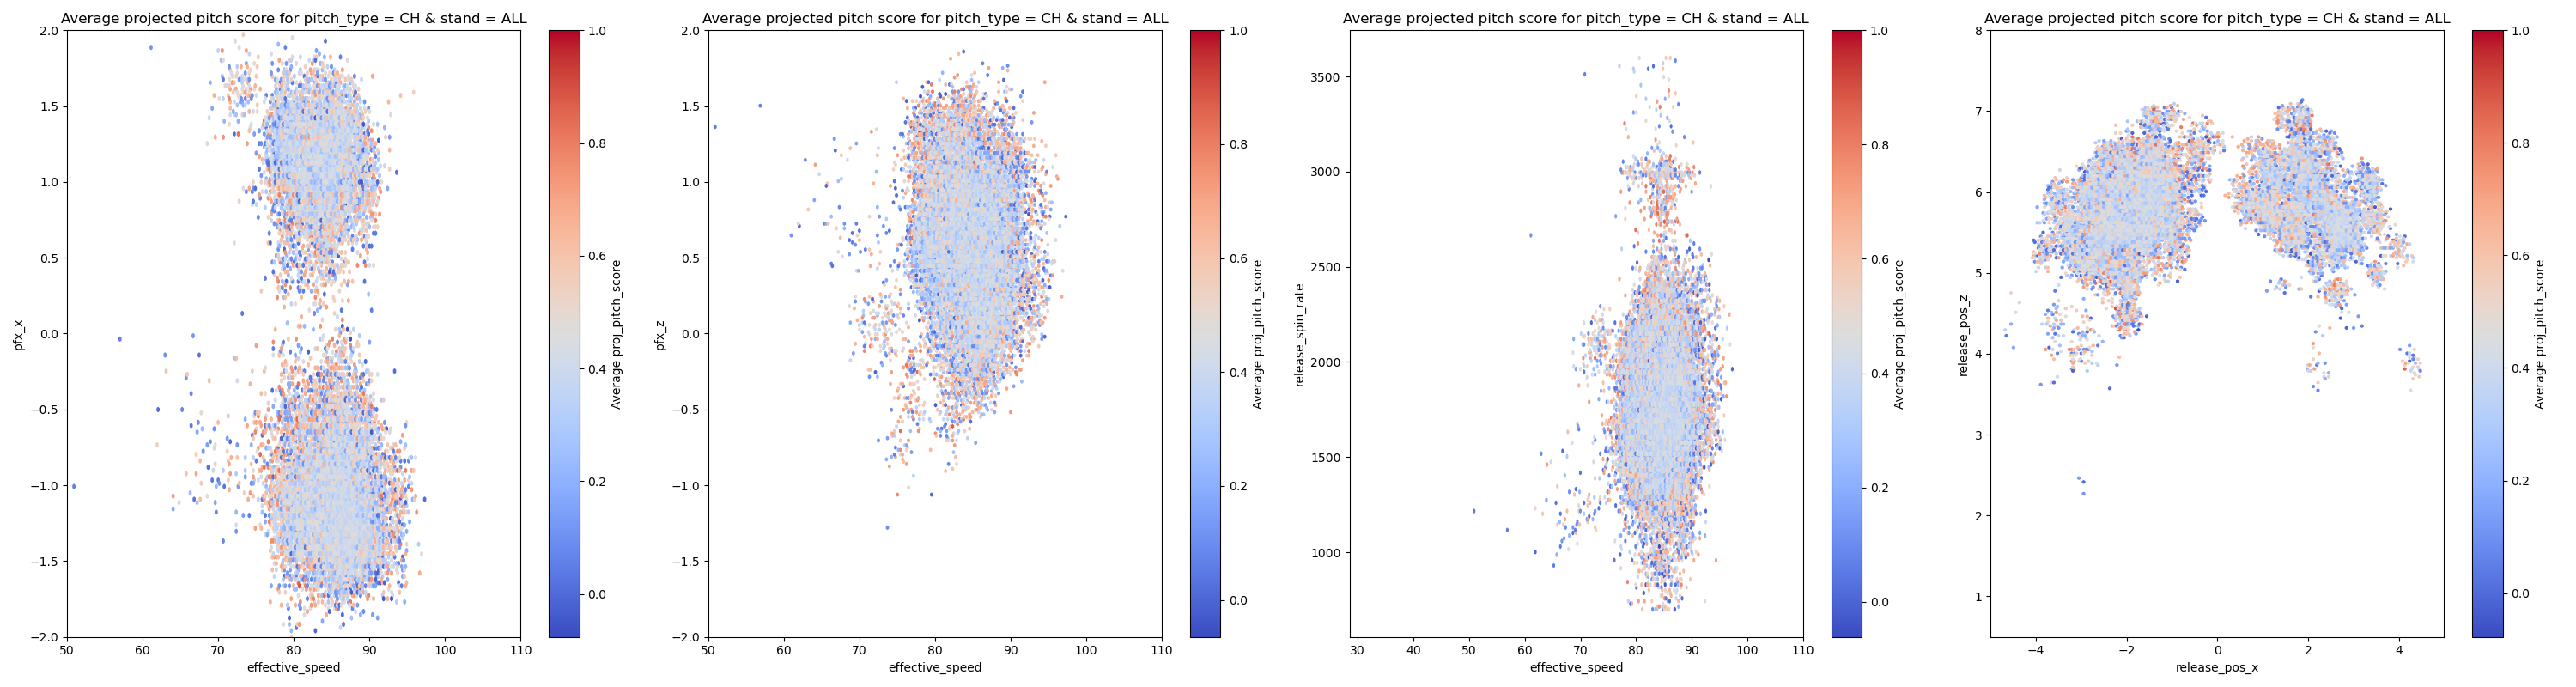 Average projected pitch score for pitch_type = CH & stand = ALL
2.0
1.5
1.0
0.5
0.0
−0.5
−1.0
−1.5
−2.0
pfx_x
50 60 70 80 90 100 110
effective_speed
1.0
0.8
0.6
0.4
0.2
0.0
Average proj_pitch_score
Average projected pitch score for pitch_type = CH & stand = ALL
2.0
1.5
1.0
0.5
0.0
−0.5
−1.0
−1.5
−2.0
pfx_z
50 60 70 80 90 100 110
effective_speed
1.0
0.8
0.6
0.4
0.2
0.0
Average proj_pitch_score
Average projected pitch score for pitch_type = CH & stand = ALL
3500
3000
2500
2000
1500
1000
release_spin_rate
30 40 50 60 70 80 90 100 110
effective_speed
1.0
0.8
0.6
0.4
0.2
0.0
Average proj_pitch_score
Average projected pitch score for pitch_type = CH & stand = ALL
8
7
6
5
4
3
2
1
release_pos_z
−4 −2 0 2 4
release_pos_x
1.0
0.8
0.6
0.4
0.2
0.0
Average proj_pitch_score